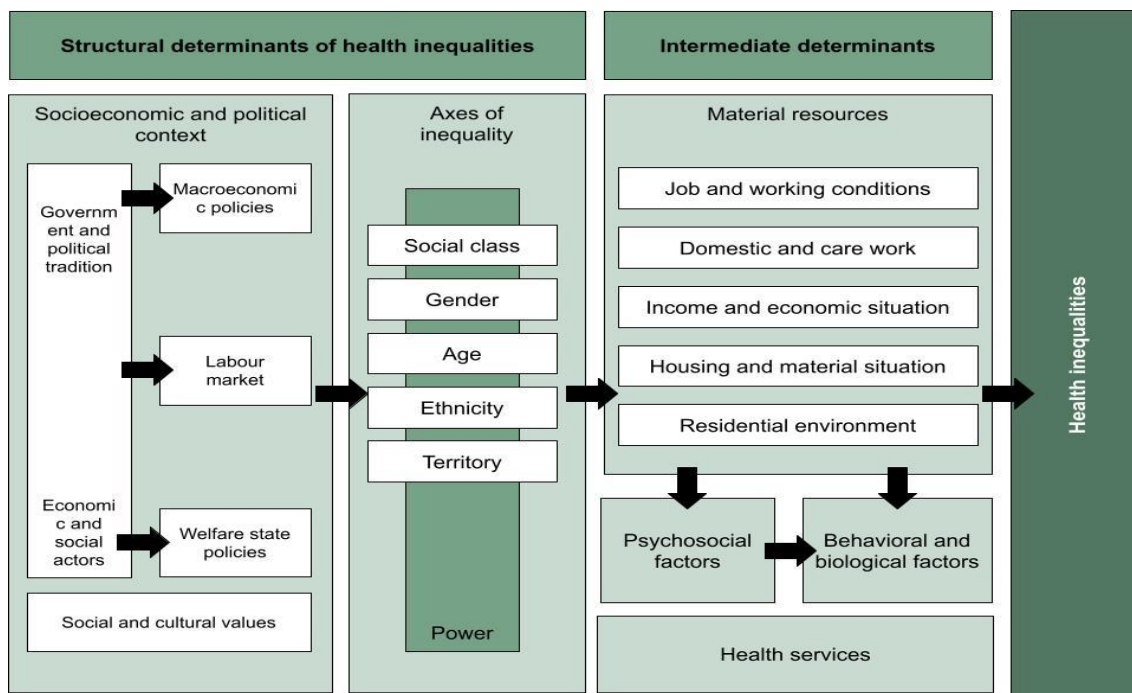 Structural determinants of health inequalities
Intermediate determinants
Socioeconomic and political
context
Governm
ent and
political
tradition
Economi
c and
social
actors
Macroeconomi
c policies
Labour
market
Welfare state
policies
Social and cultural values
Axes of
inequality
Social class
Gender
Age
Ethnicity
Territory
Power
Material resources
Job and working conditions
Domestic and care work
Income and economic situation
Housing and material situation
Residential environment
Psychosocial
factors
Behavioral and
biological factors
Health services
Health inequalities